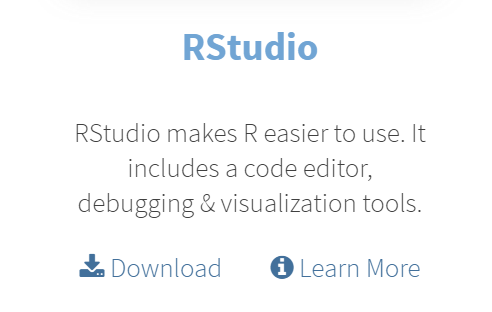 RStudio
RStudio makes R easier to use. It
includes a code editor,
debugging & visualization tools.
Download Learn More